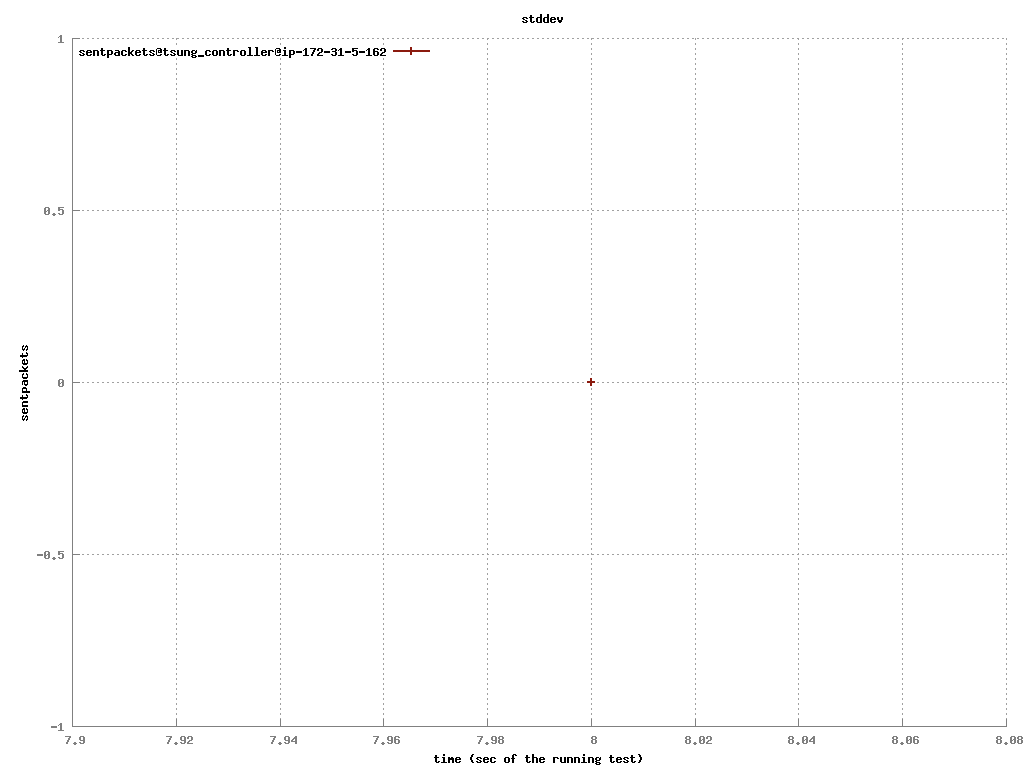 stddev
sentpackets@tsung_controller@ip-172-31-5-162
1
0.5
0
-0.5
-1
sentpackets
7.9 7.92 7.94 7.96 7.98 8 8.02 8.04 8.06 8.08
time (sec of the running test)